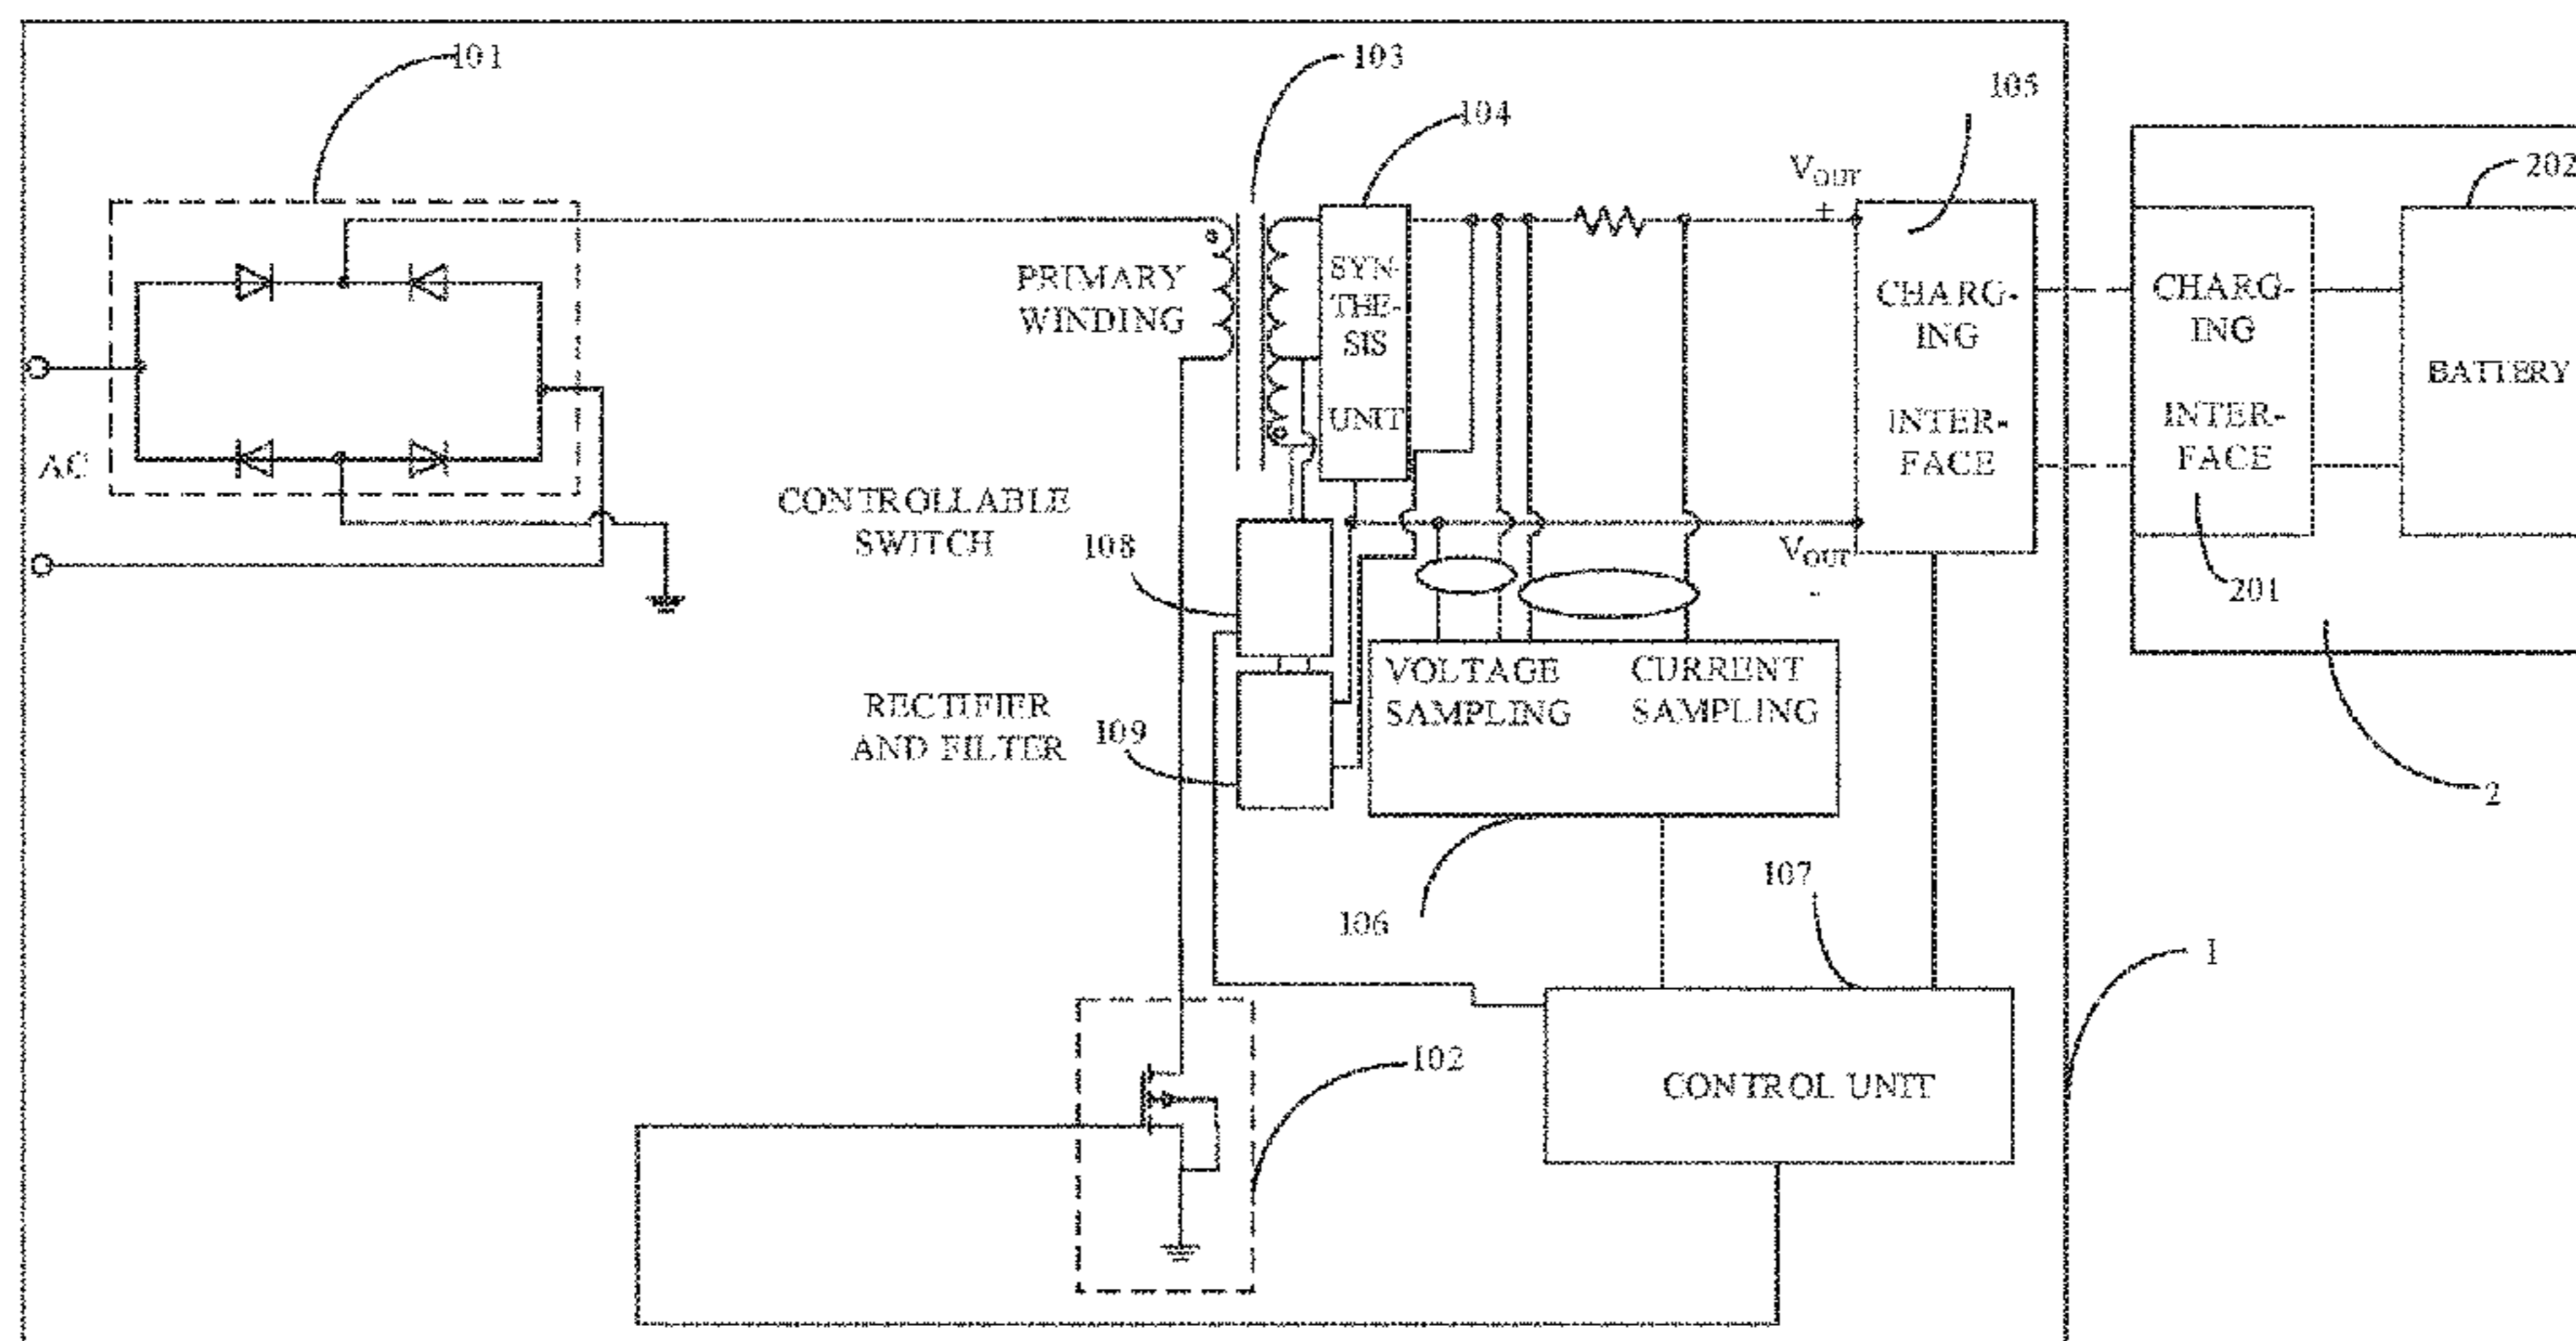 101
103
104
105
202
V_OUT
+
PRIMARY
WINDING
SYN-
THE-
SIS
UNIT
CHARG-
ING
INTER-
FACE
CHARG-
ING
INTER-
FACE
BATTERY
AC
CONTROLLABLE
SWITCH
108
V_OUT
-
201
RECTIFIER
AND FILTER
109
VOLTAGE
SAMPLING
CURRENT
SAMPLING
2
106
107
1
102
CONTROL UNIT